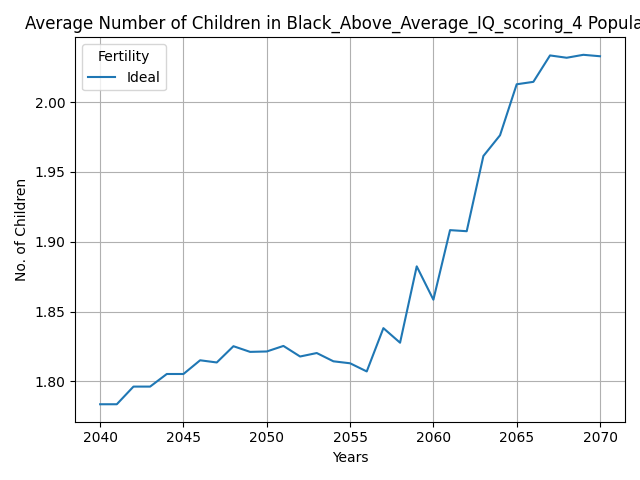 Average Number of Children in Black_Above_Average_IQ_scoring_4 Popula
Fertility
Ideal
No. of Children
2.00
1.95
1.90
1.85
1.80
2040 2045 2050 2055 2060 2065 2070
Years